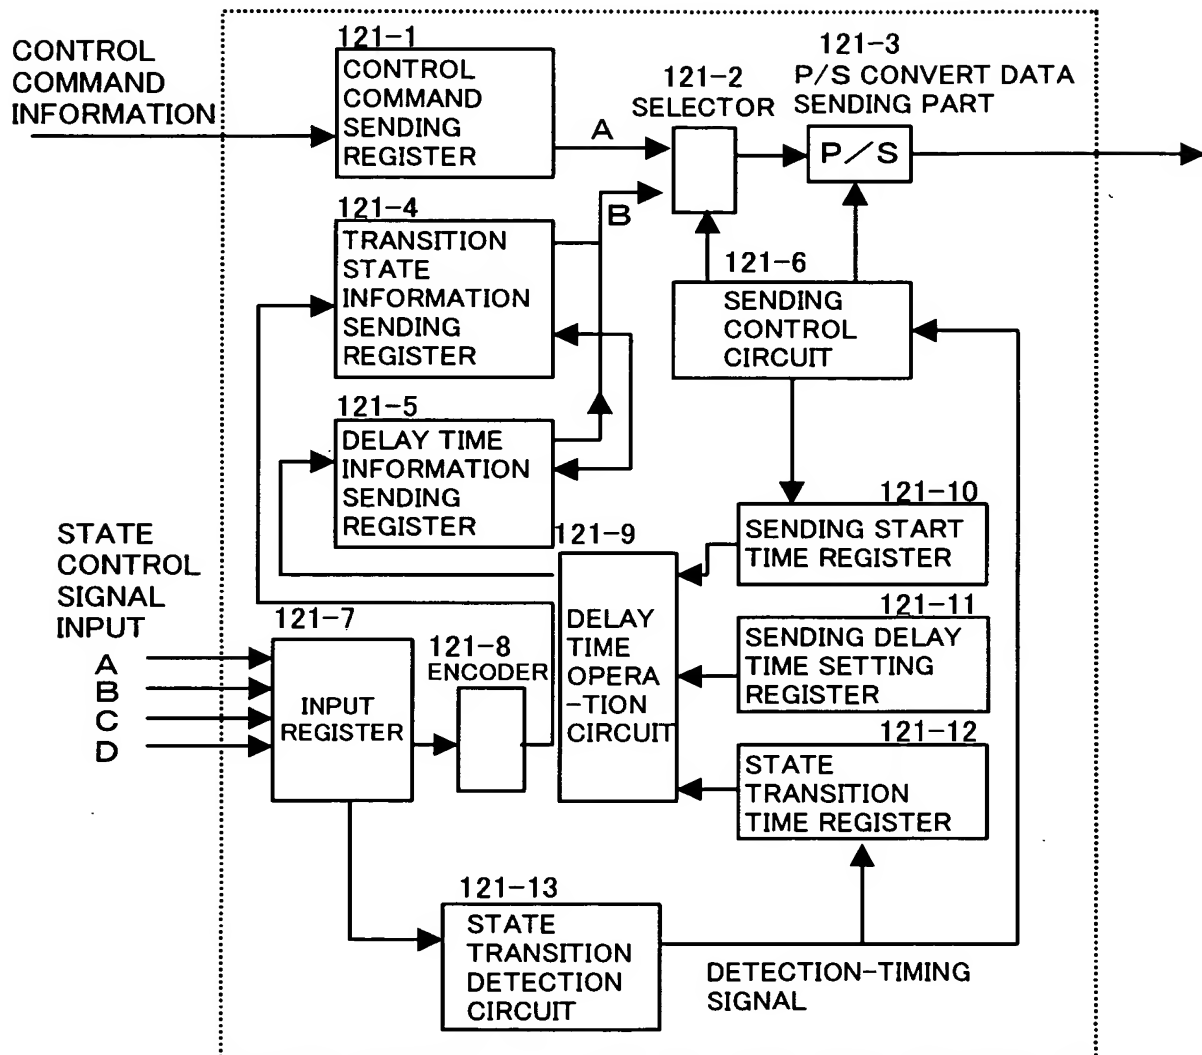 CONTROL
COMMAND
INFORMATION
121-1
CONTROL
COMMAND
SENDING
REGISTER
A
121-2
SELECTOR
121-3
P/S CONVERT DATA
SENDING PART
P/S
B
121-4
TRANSITION
STATE
INFORMATION
SENDING
REGISTER
121-6
SENDING
CONTROL
CIRCUIT
121-5
DELAY TIME
INFORMATION
SENDING
REGISTER
121-10
SENDING START
TIME REGISTER
STATE
CONTROL
SIGNAL
INPUT
A
B
C
D
121-7
INPUT
REGISTER
121-8
ENCODER
121-9
DELAY
TIME
OPERA
-TION
CIRCUIT
121-11
SENDING DELAY
TIME SETTING
REGISTER
121-12
STATE
TRANSITION
TIME REGISTER
121-13
STATE
TRANSITION
DETECTION
CIRCUIT
DETECTION-TIMING
SIGNAL